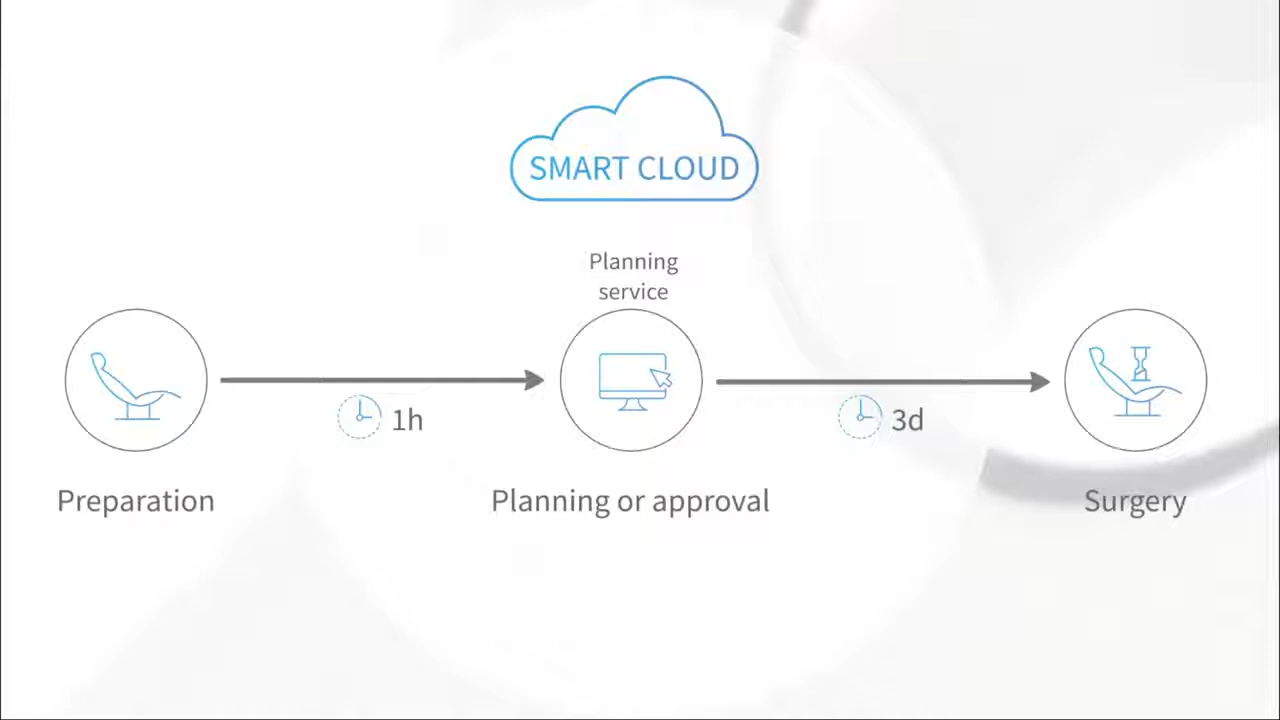 SMART CLOUD
Planning
service
1h
3d
Preparation
Planning or approval
Surgery